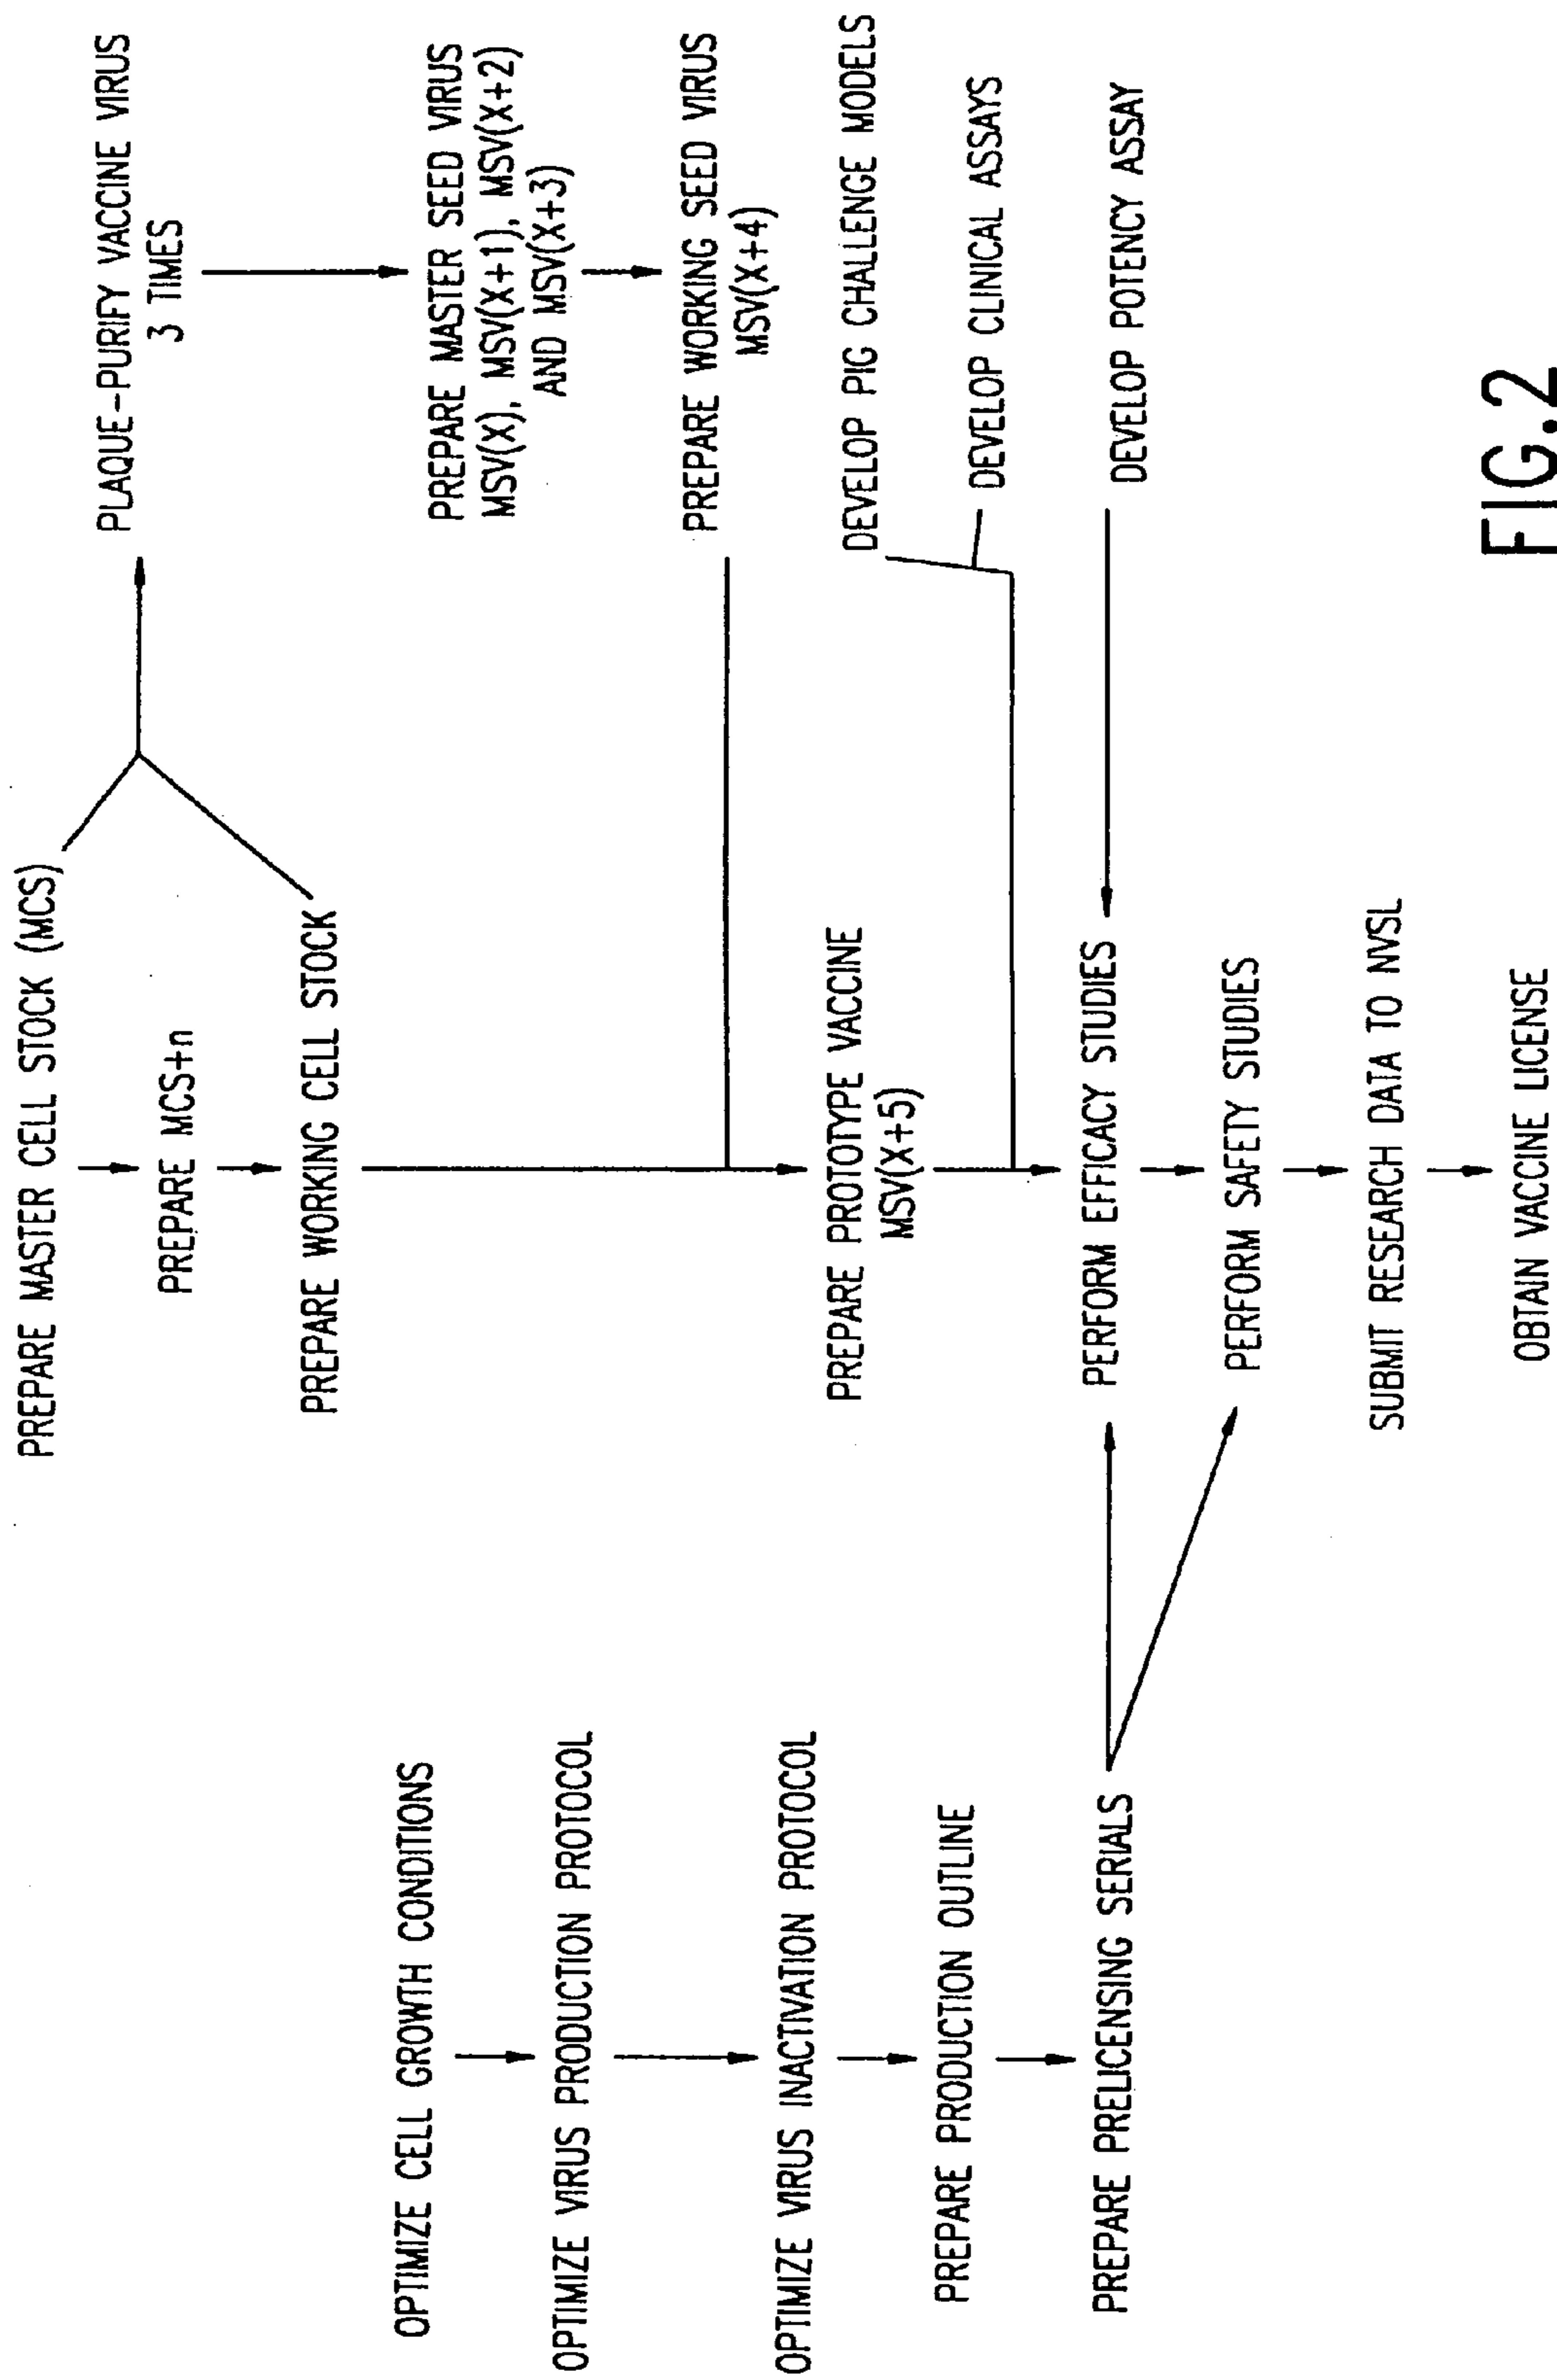 PREPARE MASTER CELL STOCK (MCS)
PREPARE MCS+n
PREPARE WORKING CELL STOCK
PLAQUE-PURIFY VACCINE VIRUS
3 TIMES
PREPARE MASTER SEED VIRUS
MSV(X), MSV(X+1), MSV(X+2)
AND MSV(X+3)
PREPARE WORKING SEED VIRUS
MSV(X+4)
OPTIMIZE CELL GROWTH CONDITIONS
OPTIMIZE VIRUS PRODUCTION PROTOCOL
OPTIMIZE VIRUS INACTIVATION PROTOCOL
PREPARE PRODUCTION OUTLINE
PREPARE PRELICENSING SERIALS
PREPARE PROTOTYPE VACCINE
MSV(X+5)
DEVELOP PIG CHALLENGE MODELS
DEVELOP CLINICAL ASSAYS
DEVELOP POTENCY ASSAY
PERFORM EFFICACY STUDIES
PERFORM SAFETY STUDIES
SUBMIT RESEARCH DATA TO NVSL
OBTAIN VACCINE LICENSE
FIG.2